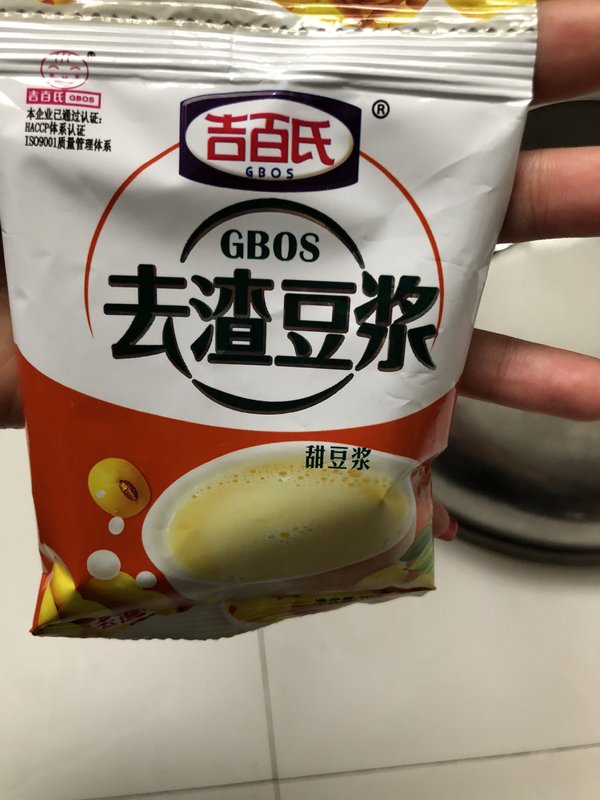 吉百氏 GBOS
本企业已通过认证:
HACCP体系认证
ISO9001质量管理体系
吉百氏®
GBOS
GBOS
去渣豆浆
甜豆浆